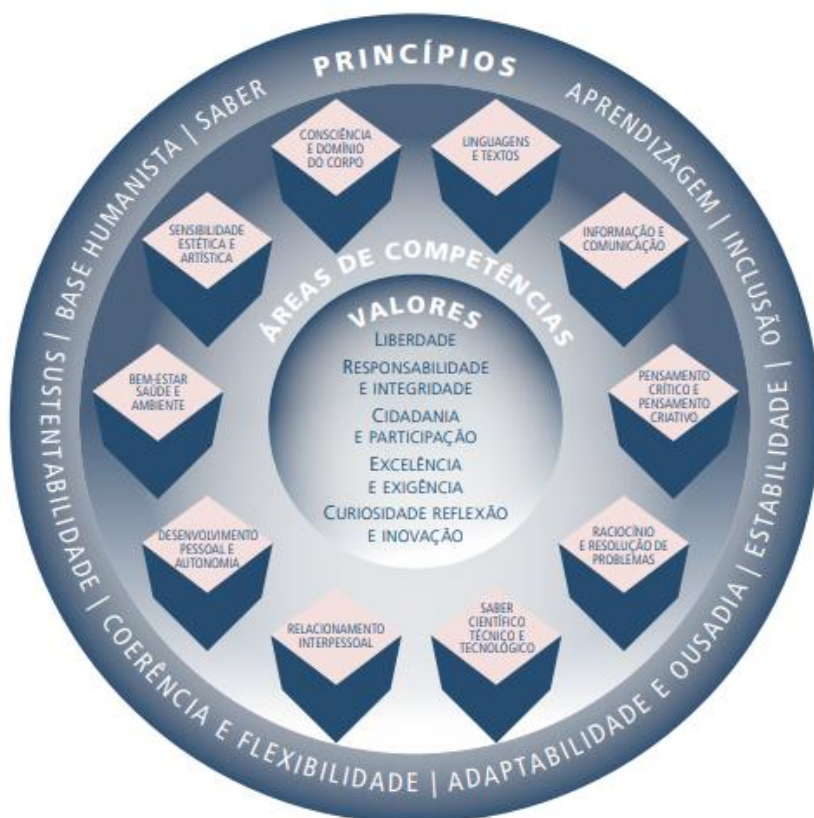 PRINCÍPIOS
APRENDIZAGEM | INCLUSÃO | ESTABILIDADE | ADAPTABILIDADE E OUSADIA | COERÊNCIA E FLEXIBILIDADE | SUSTENTABILIDADE | BASE HUMANISTA | SABER
ÁREAS DE COMPETÊNCIAS
LINGUAGENS
E TEXTOS
INFORMAÇÃO E
COMUNICAÇÃO
PENSAMENTO
CRÍTICO E
PENSAMENTO
CRIATIVO
RACIOCÍNIO
E RESOLUÇÃO DE
PROBLEMAS
SABER
CIENTÍFICO
TÉCNICO E
TECNOLÓGICO
RELACIONAMENTO
INTERPESSOAL
DESENVOLVIMENTO
PESSOAL E
AUTONOMIA
BEM-ESTAR
SAÚDE E
AMBIENTE
SENSIBILIDADE
ESTÉTICA E
ARTÍSTICA
CONSCIÊNCIA
E DOMÍNIO
DO CORPO
VALORES
LIBERDADE
RESPONSABILIDADE
E INTEGRIDADE
CIDADANIA
E PARTICIPAÇÃO
EXCELÊNCIA
E EXIGÊNCIA
CURIOSIDADE REFLEXÃO
E INOVAÇÃO